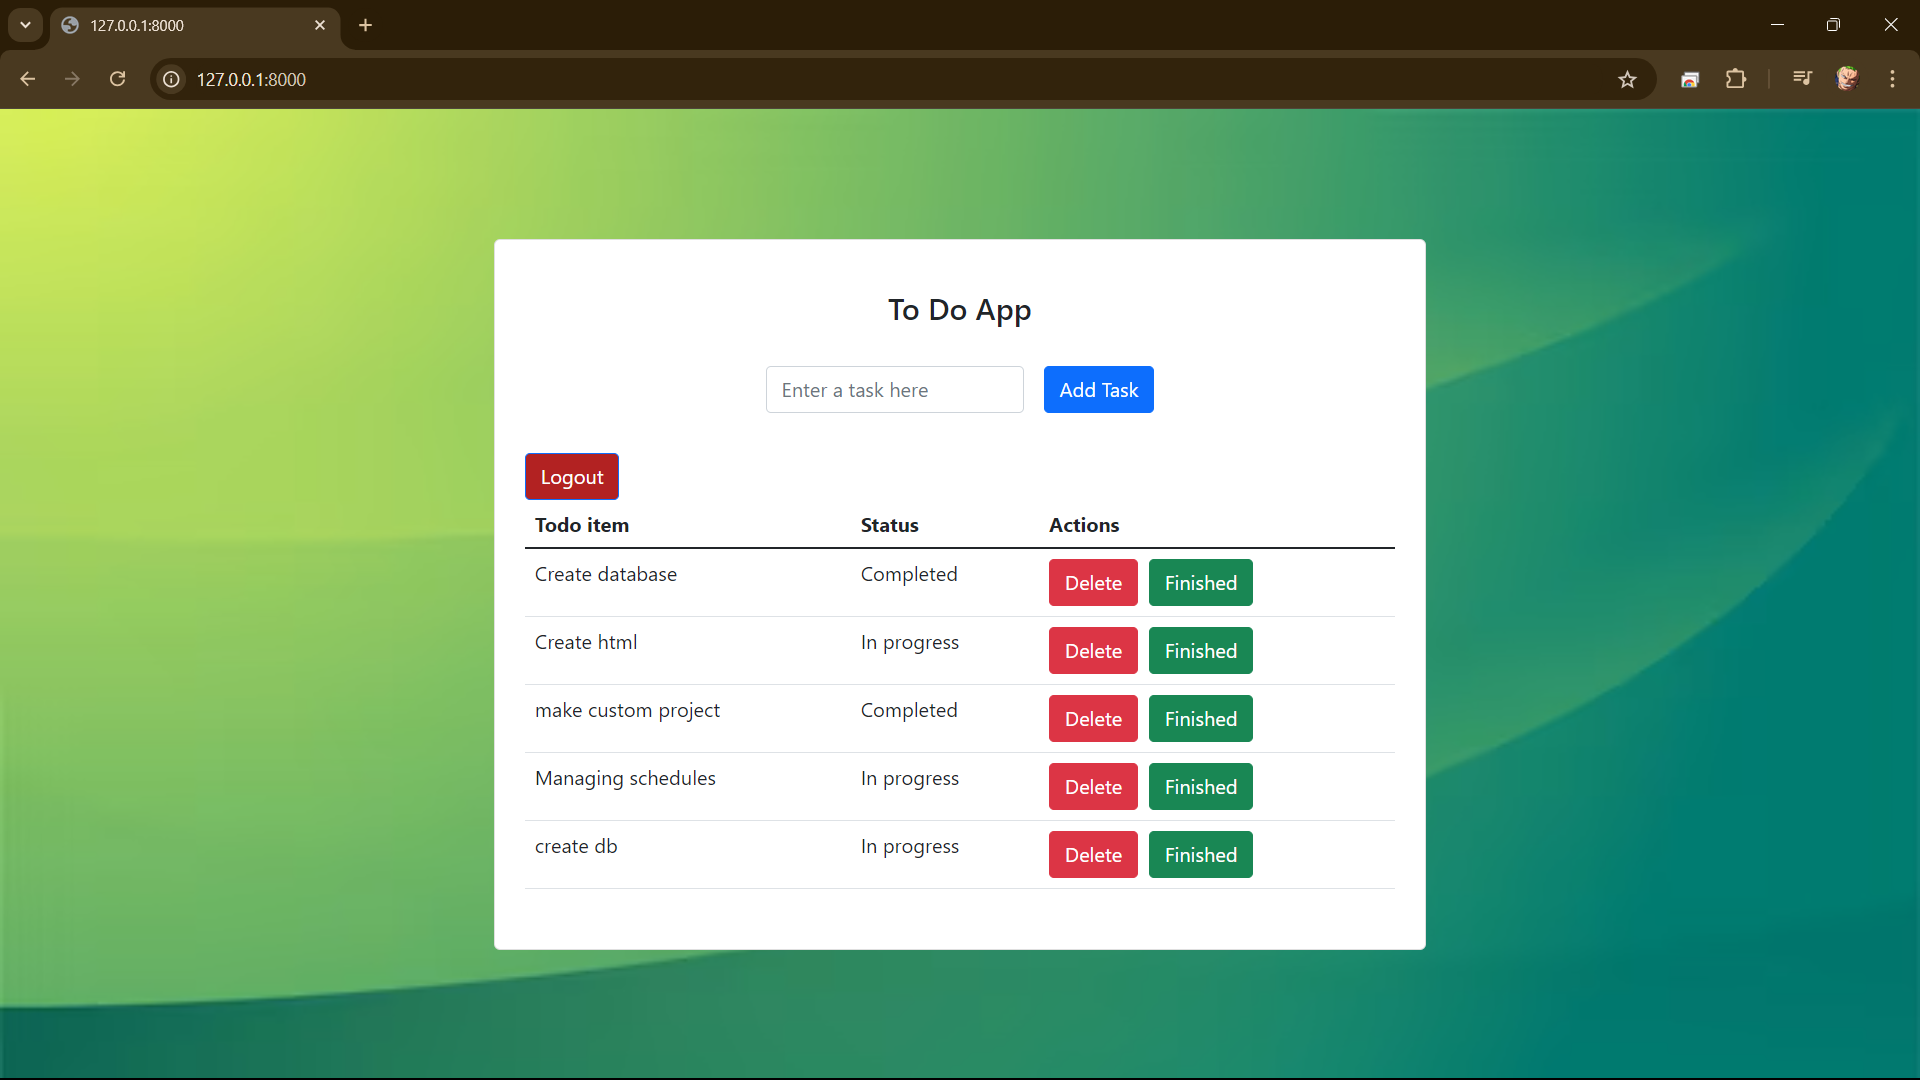 127.0.0.1:8000
127.0.0.1:8000
To Do App
Enter a task here Add Task
Logout
Todo item Status Actions
Create database Completed Delete Finished
Create html In progress Delete Finished
make custom project Completed Delete Finished
Managing schedules In progress Delete Finished
create db In progress Delete Finished